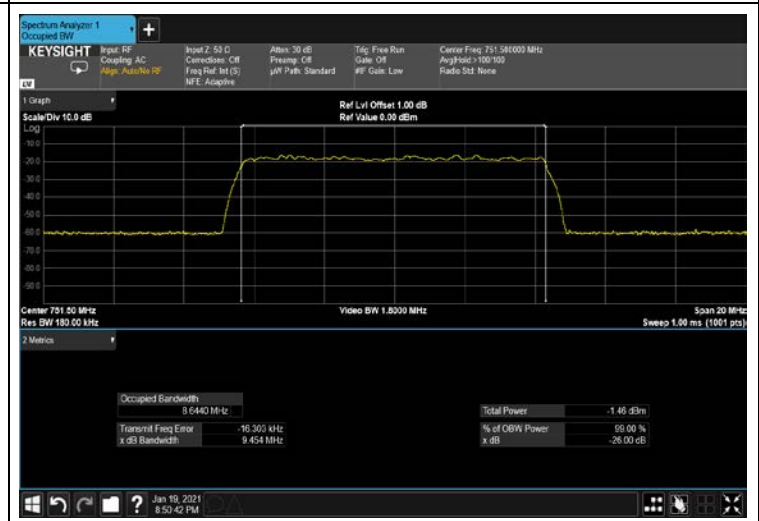 Spectrum Analyzer 1
Occupied BW
+
KEYSIGHT
Input: RF
Coupling: AC
Align: Auto/No RF
Input Z: 50 Ω
Corrections: Off
Freq Ref: Int (S)
NFE: Adaptive
Atten: 30 dB
Preamp: Off
µW Path: Standard
Trig: Free Run
Gate: Off
#IF Gain: Low
Center Freq: 751.500000 MHz
Avg|Hold:>100/100
Radio Std: None
1 Graph
Scale/Div 10.0 dB
Ref Lvl Offset 1.00 dB
Ref Value 0.00 dBm
Log
-10.0
-20.0
-30.0
-40.0
-50.0
-60.0
-70.0
-80.0
-90.0
Center 751.50 MHz
Res BW 180.00 kHz
Video BW 1.8000 MHz
Span 20 MHz
Sweep 1.00 ms (1001 pts)
2 Metrics
Occupied Bandwidth
8.6440 MHz
Transmit Freq Error -16.303 kHz
x dB Bandwidth 9.454 MHz
Total Power -1.46 dBm
% of OBW Power 99.00 %
x dB -26.00 dB
?
Jan 19, 2021
8:50:42 PM